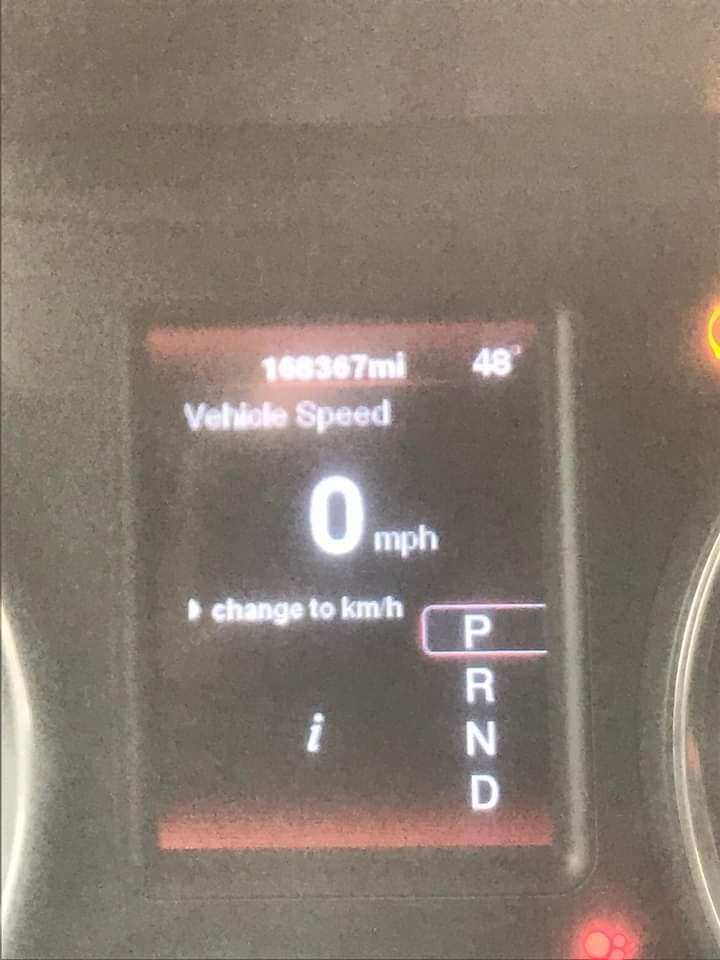 168367mi 48°
Vehicle Speed
0 mph
change to km/h
P
R
N
D
i